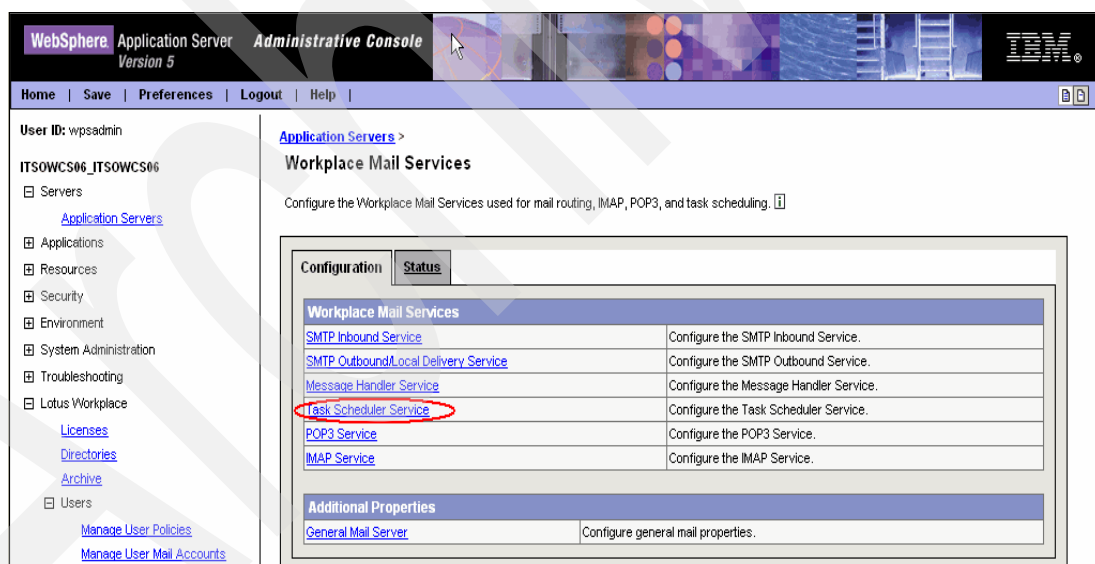 WebSphere. Application Server Administrative Console
Version 5
IBM®
Home | Save | Preferences | Logout | Help |
User ID: wpsadmin
ITSOWCS06_ITSOWCS06
Servers
Application Servers
Applications
Resources
Security
Environment
System Administration
Troubleshooting
Lotus Workplace
Licenses
Directories
Archive
Users
Manage User Policies
Manage User Mail Accounts
Application Servers >
Workplace Mail Services
Configure the Workplace Mail Services used for mail routing, IMAP, POP3, and task scheduling. i
Configuration Status
Workplace Mail Services
SMTP Inbound Service Configure the SMTP Inbound Service.
SMTP Outbound/Local Delivery Service Configure the SMTP Outbound Service.
Message Handler Service Configure the Message Handler Service.
Task Scheduler Service Configure the Task Scheduler Service.
POP3 Service Configure the POP3 Service.
IMAP Service Configure the IMAP Service.
Additional Properties
General Mail Server Configure general mail properties.